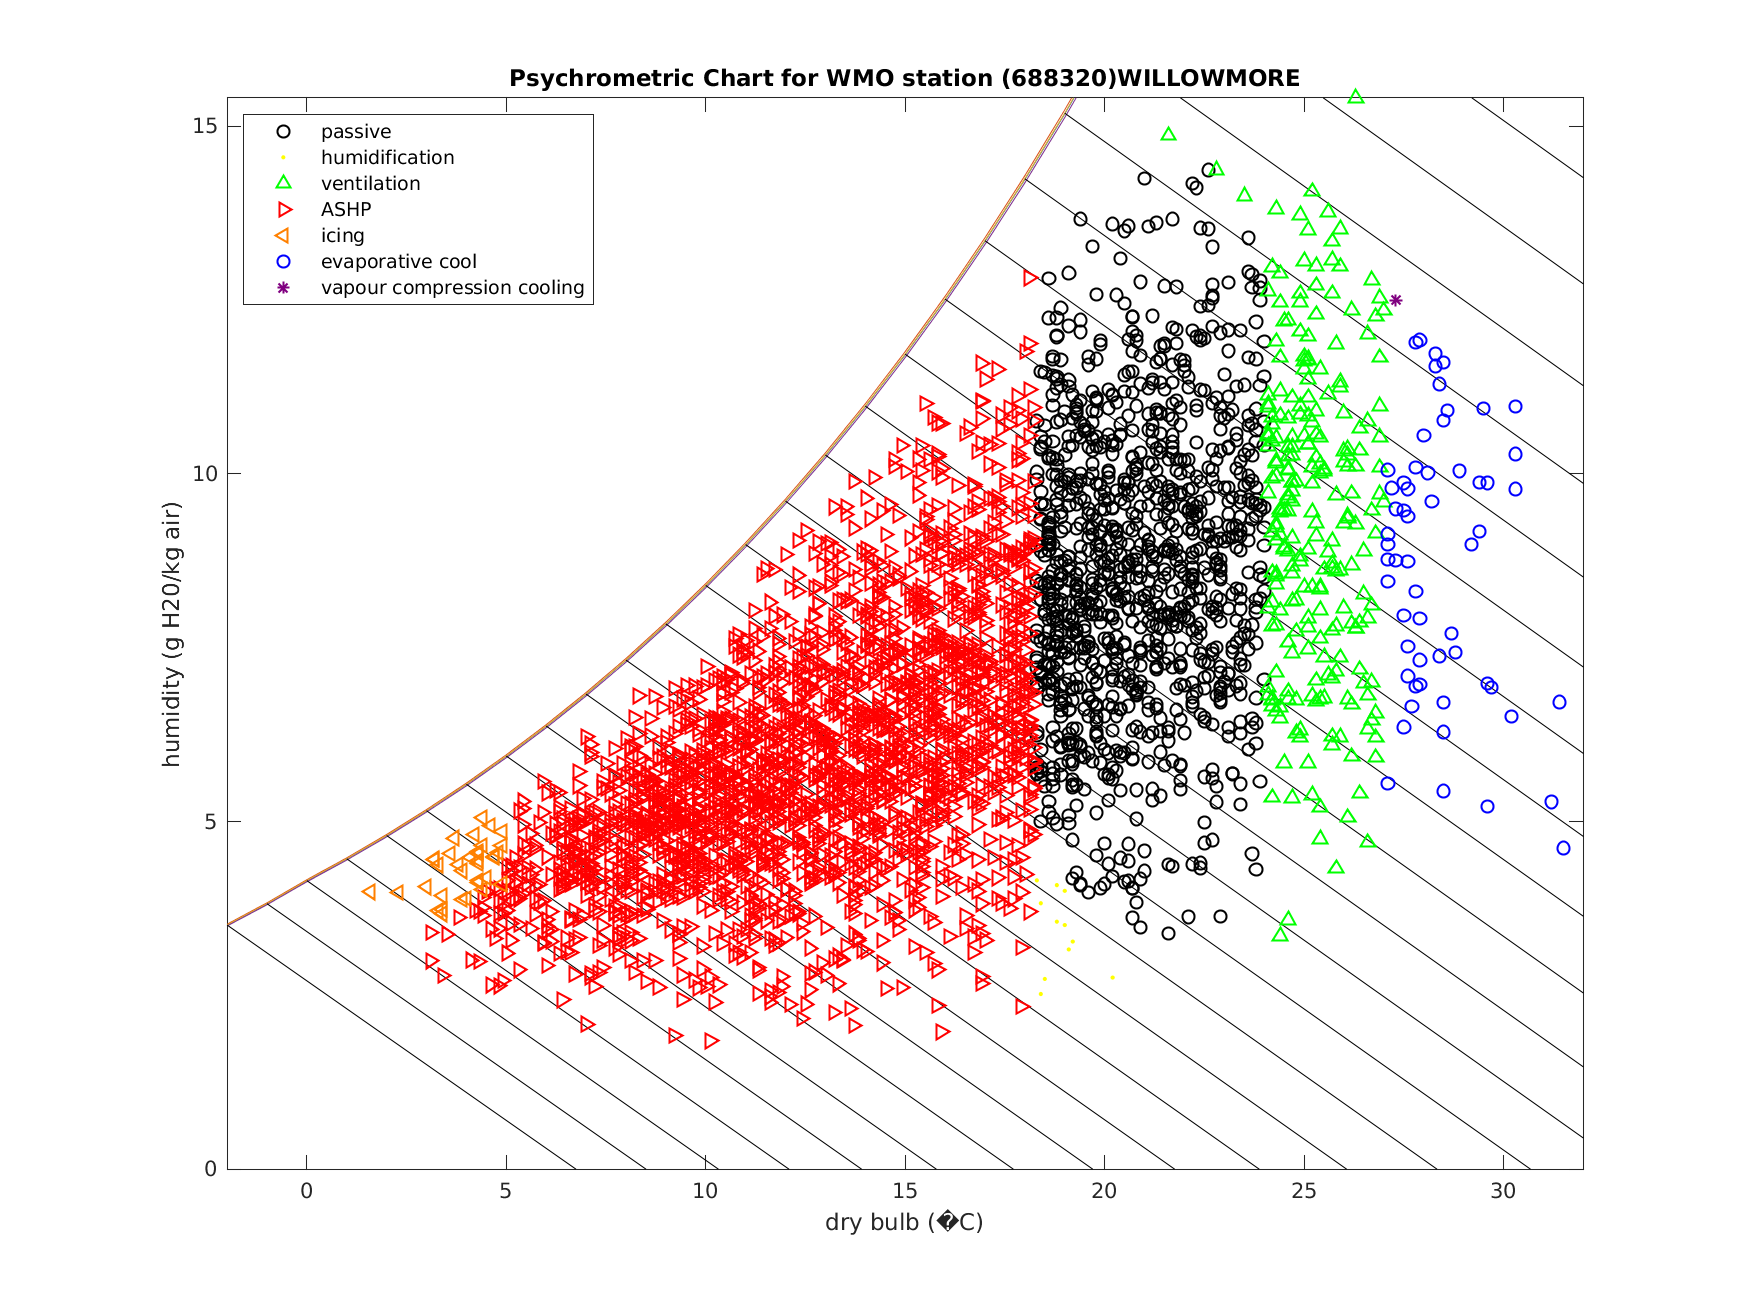 Psychrometric Chart for WMO station (688320)WILLOWMORE
passive
humidification
ventilation
ASHP
icing
evaporative cool
vapour compression cooling
humidity (g H20/kg air)
15
10
5
0
0 5 10 15 20 25 30
dry bulb (�C)